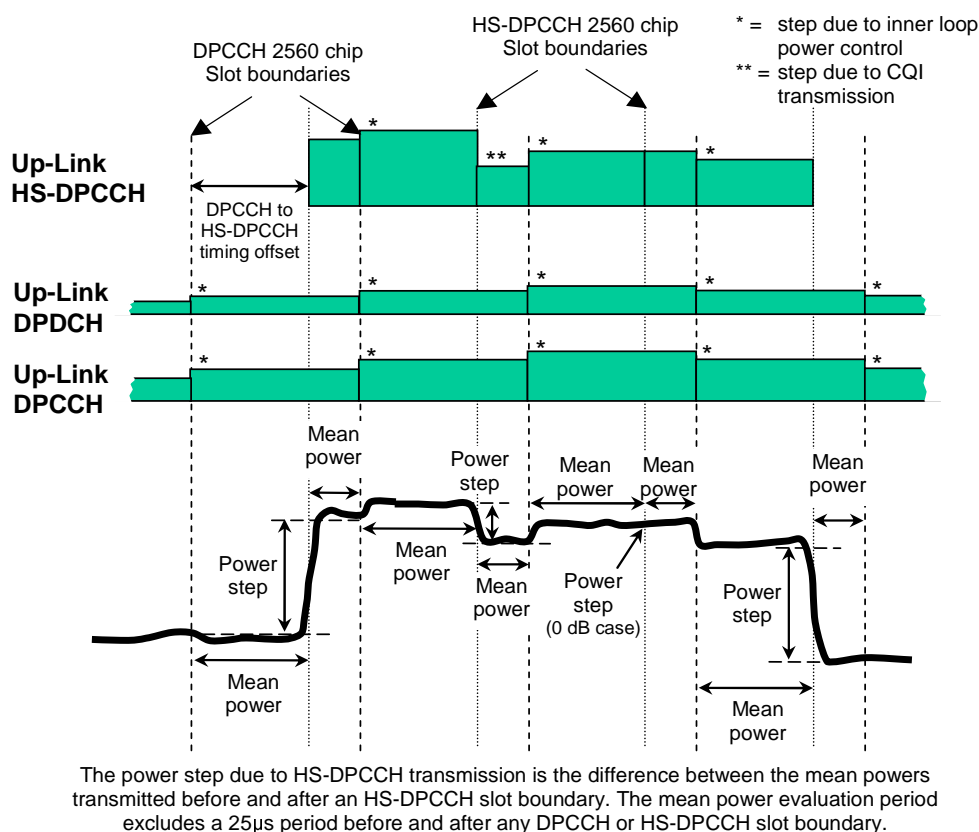 DPCCH 2560 chip
Slot boundaries
HS-DPCCH 2560 chip
Slot boundaries
* = step due to inner loop
power control
** = step due to CQI
transmission
Up-Link
HS-DPCCH
*
**
*
*
DPCCH to
HS-DPCCH
timing offset
Up-Link
DPDCH
*
*
*
*
*
Up-Link
DPCCH
*
*
*
*
*
Mean
power
Power
step
Mean
power
Mean
power
Mean
power
Power
step
Mean
power
Mean
power
Power
step
(0 dB case)
Power
step
Mean
power
Mean
power
The power step due to HS-DPCCH transmission is the difference between the mean powers
transmitted before and after an HS-DPCCH slot boundary. The mean power evaluation period
excludes a 25µs period before and after any DPCCH or HS-DPCCH slot boundary.